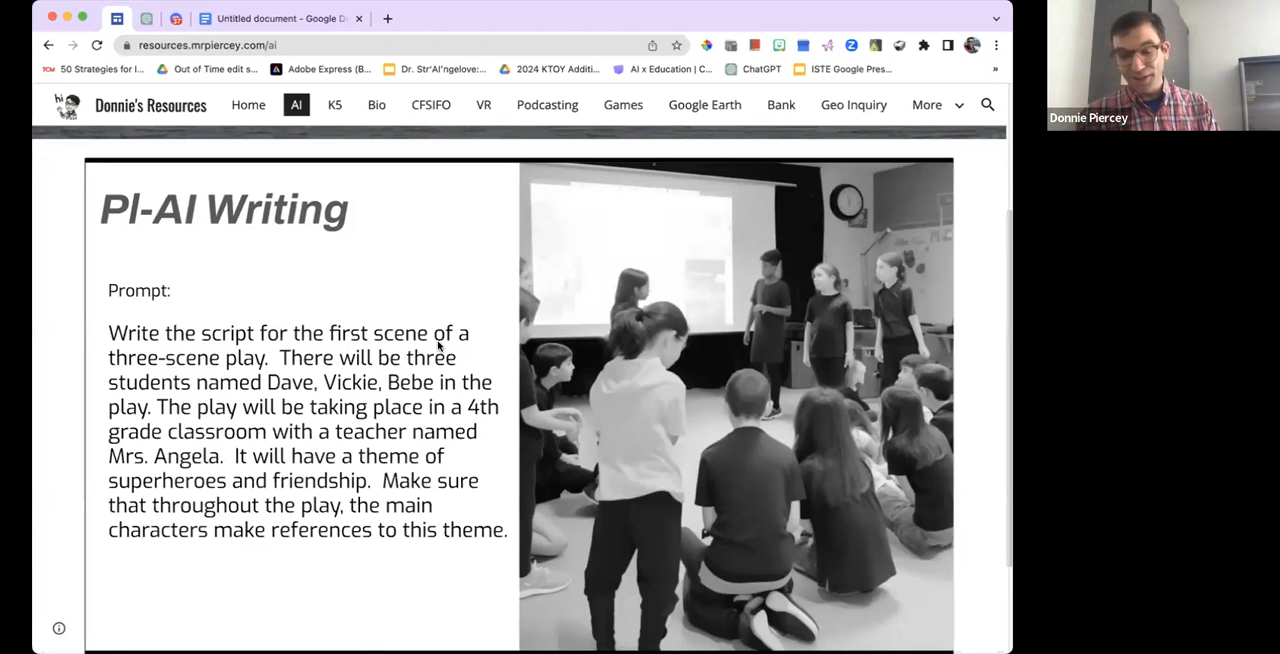 Untitled document - Google D
resources.mrpiercey.com/ai
TCM 50 Strategies for I... Out of Time edit s... Adobe Express (B... Dr. Str'AI'ngelove:... 2024 KTOY Additi... AI x Education | C... ChatGPT ISTE Google Pres... »
hi Donnie's Resources Home AI K5 Bio CFSIFO VR Podcasting Games Google Earth Bank Geo Inquiry More
Donnie Piercey
Pl-AI Writing
Prompt:
Write the script for the first scene of a
three-scene play. There will be three
students named Dave, Vickie, Bebe in the
play. The play will be taking place in a 4th
grade classroom with a teacher named
Mrs. Angela. It will have a theme of
superheroes and friendship. Make sure
that throughout the play, the main
characters make references to this theme.